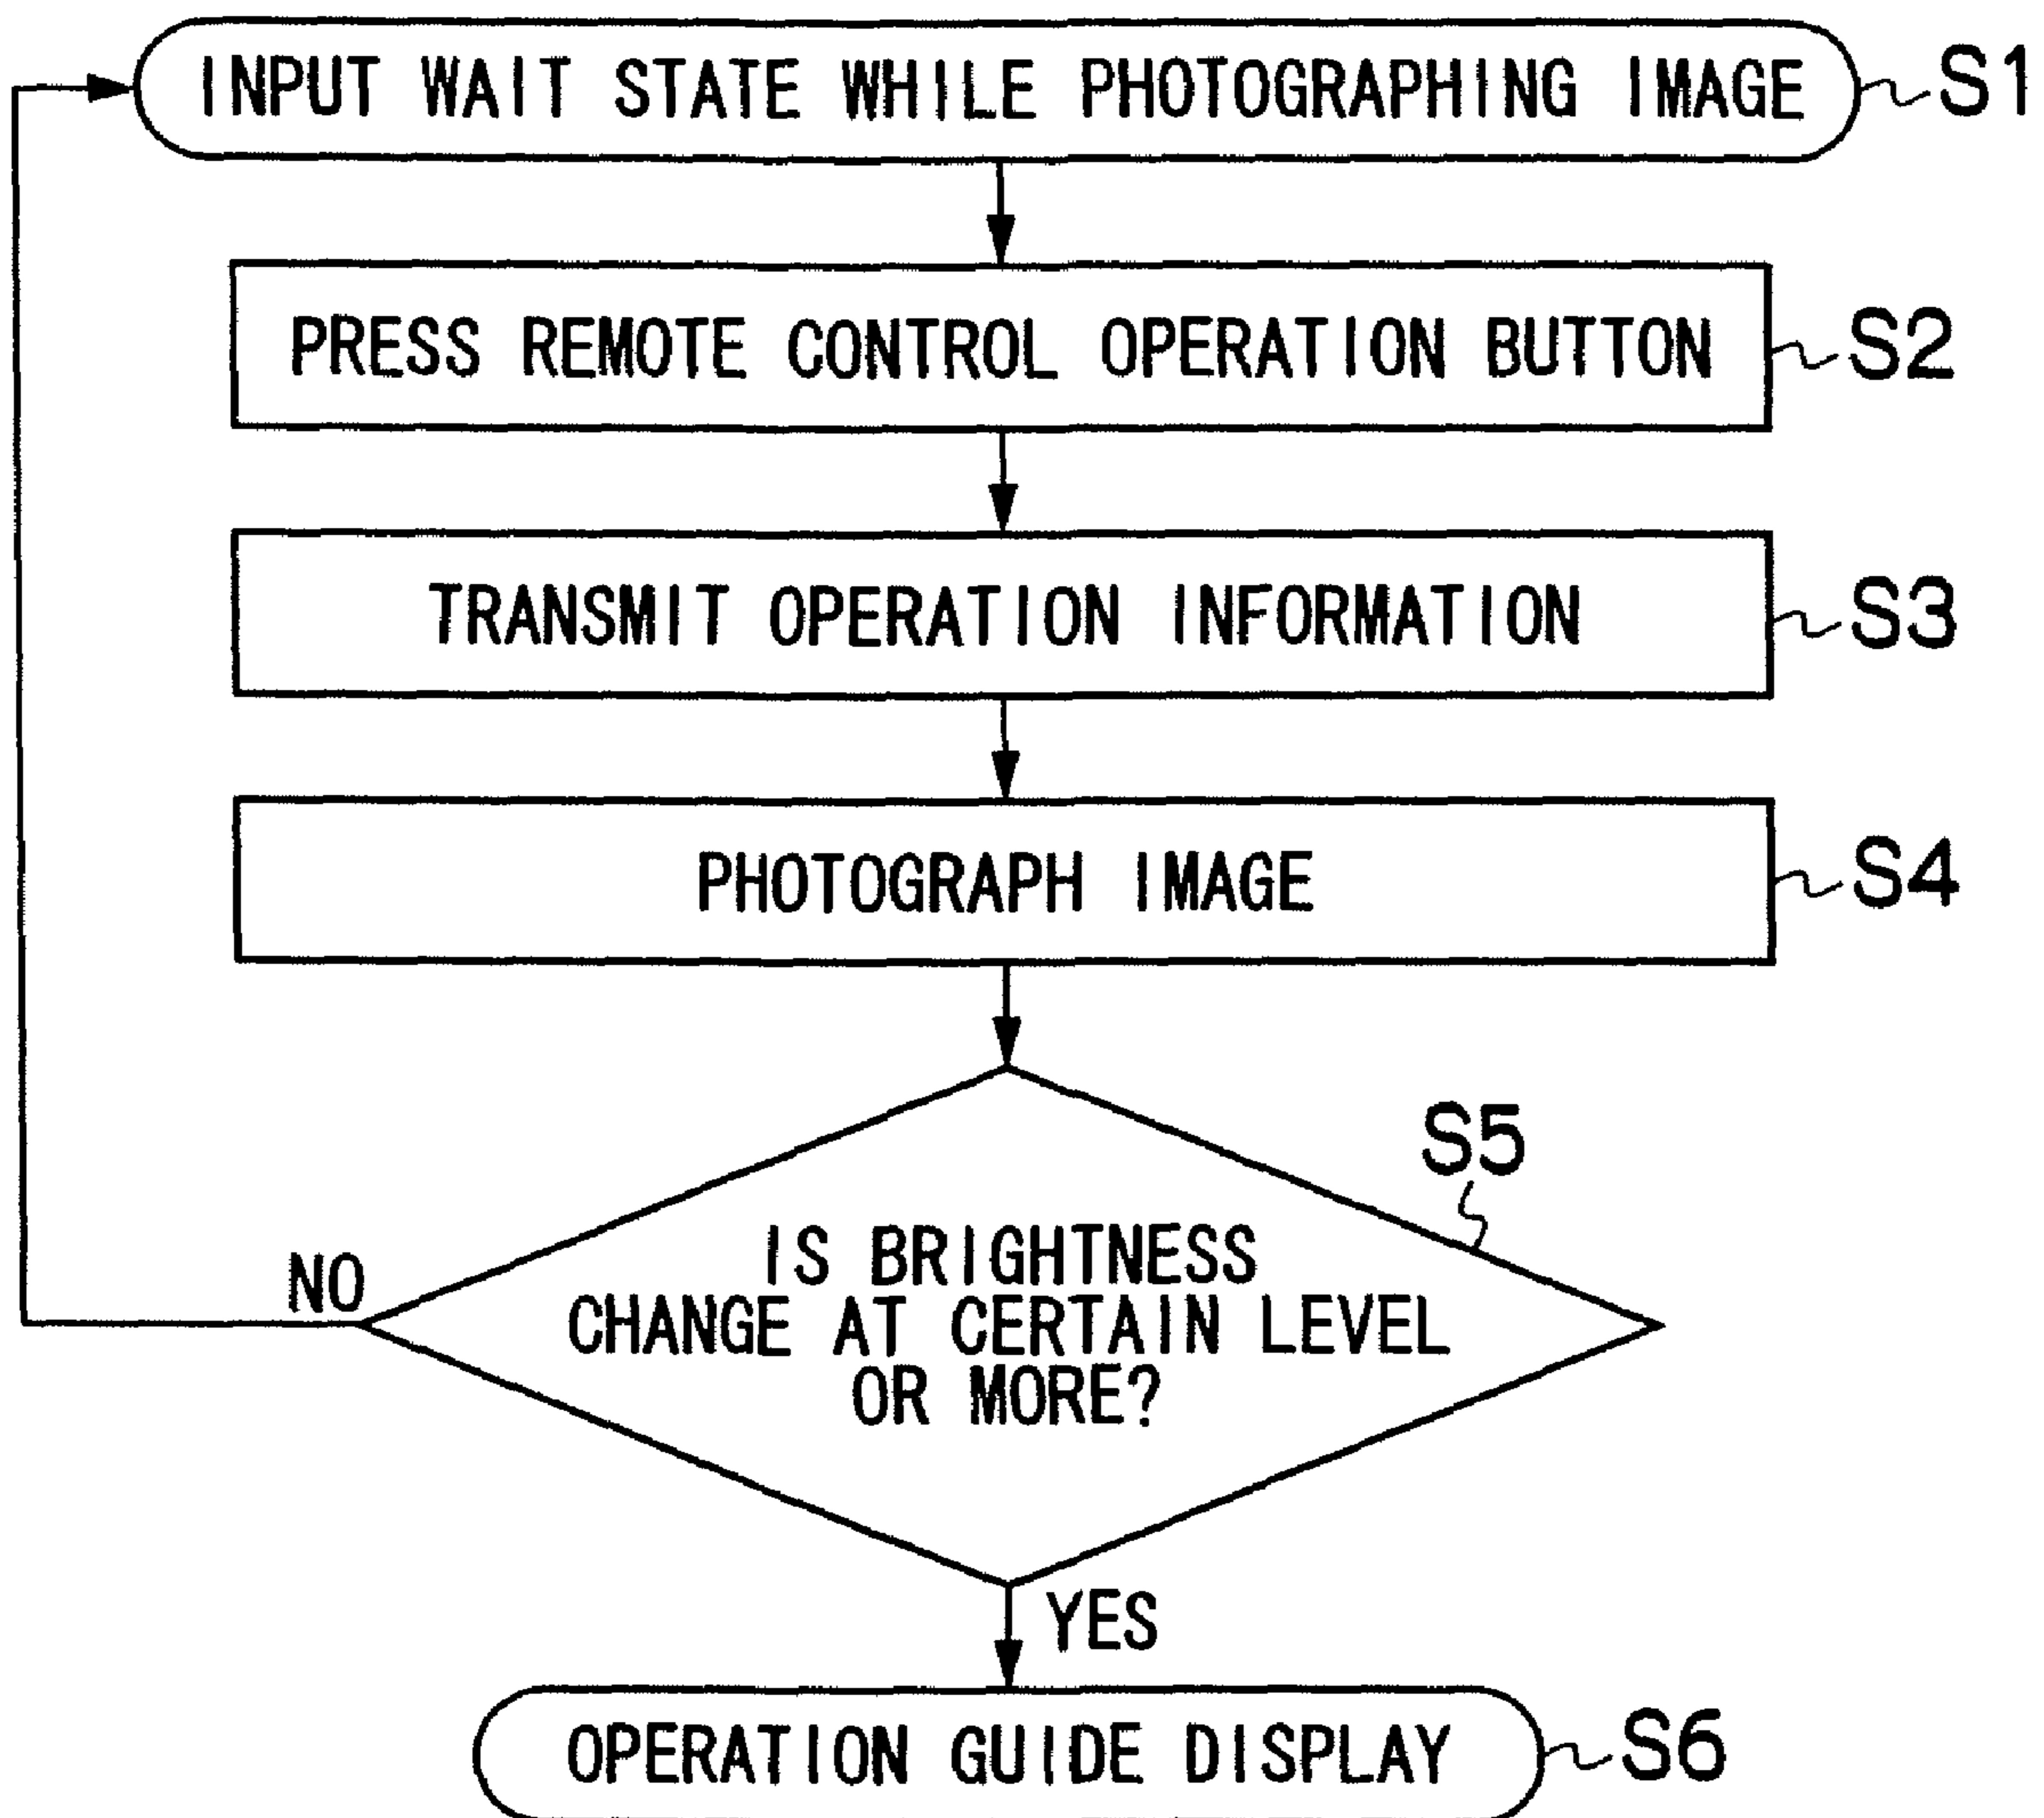 INPUT WAIT STATE WHILE PHOTOGRAPHING IMAGE
S1
PRESS REMOTE CONTROL OPERATION BUTTON
S2
TRANSMIT OPERATION INFORMATION
S3
PHOTOGRAPH IMAGE
S4
S5
IS BRIGHTNESS
CHANGE AT CERTAIN LEVEL
OR MORE?
NO
YES
OPERATION GUIDE DISPLAY
S6